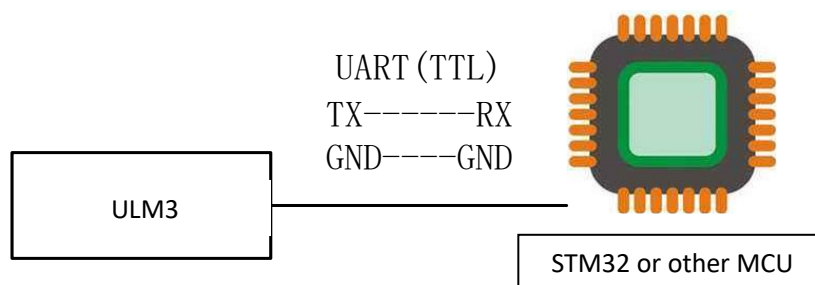 UART(TTL)
TX------RX
GND----GND
ULM3
STM32 or other MCU